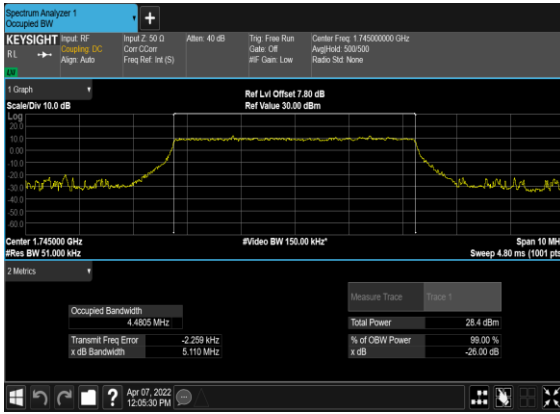 Spectrum Analyzer 1
Occupied BW
+
KEYSIGHT Input: RF Input Z: 50 Ω Atten: 40 dB Trig: Free Run Center Freq: 1.745000000 GHz
RL Coupling: DC Corr CCorr Gate: Off Avg|Hold: 500/500
Align: Auto Freq Ref: Int (S) #IF Gain: Low Radio Std: None
LW
1 Graph
Ref Lvl Offset 7.80 dB
Scale/Div 10.0 dB Ref Value 30.00 dBm
Log
20.0
10.0
0.00
-10.0
-20.0
-30.0
-40.0
-50.0
-60.0
Center 1.745000 GHz #Video BW 150.00 kHz* Span 10 MH
#Res BW 51.000 kHz Sweep 4.80 ms (1001 pts
2 Metrics
Measure Trace Trace 1
Occupied Bandwidth
4.4805 MHz Total Power 28.4 dBm
Transmit Freq Error -2.259 kHz % of OBW Power 99.00 %
x dB Bandwidth 5.110 MHz x dB -26.00 dB
? Apr 07, 2022
12:05:30 PM